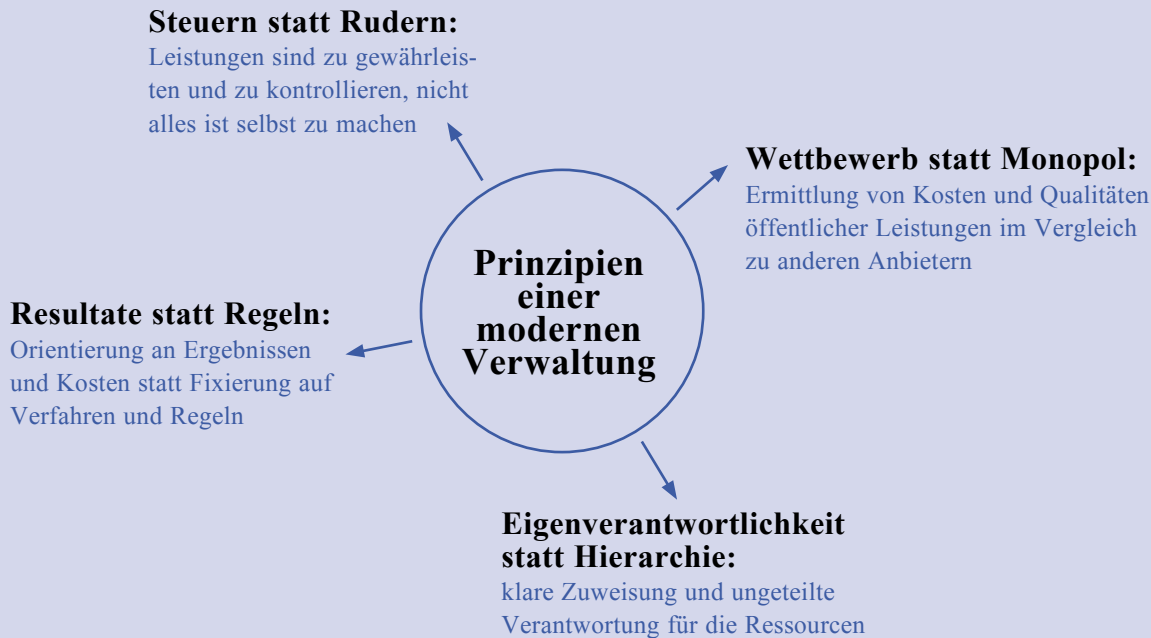 Steuern statt Rudern:
Leistungen sind zu gewährleis-
ten und zu kontrollieren, nicht
alles ist selbst zu machen
Wettbewerb statt Monopol:
Ermittlung von Kosten und Qualitäten
öffentlicher Leistungen im Vergleich
zu anderen Anbietern
Prinzipien
einer
modernen
Verwaltung
Resultate statt Regeln:
Orientierung an Ergebnissen
und Kosten statt Fixierung auf
Verfahren und Regeln
Eigenverantwortlichkeit
statt Hierarchie:
klare Zuweisung und ungeteilte
Verantwortung für die Ressourcen